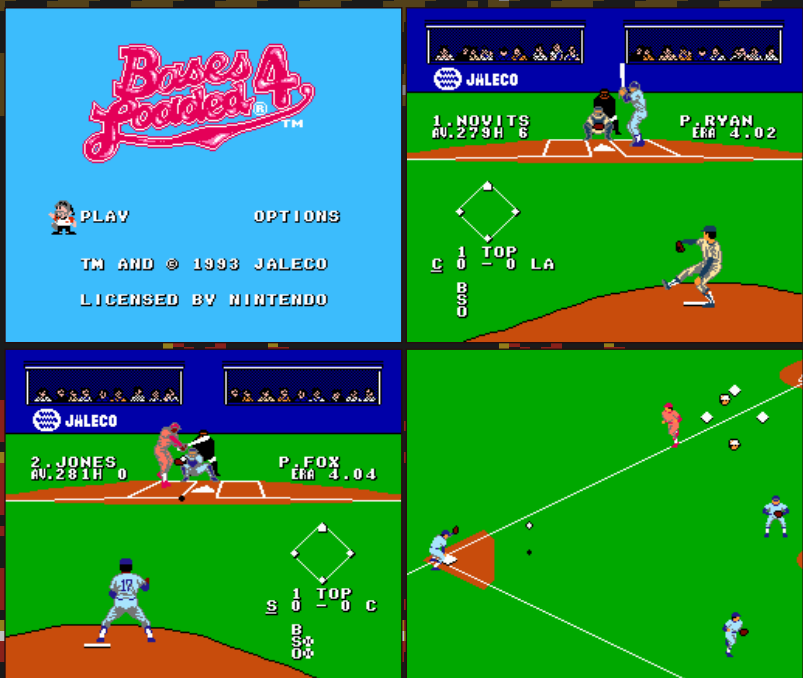 Bases
Loaded® 4
TM
PLAY OPTIONS
TM AND © 1993 JALECO
LICENSED BY NINTENDO
JALECO
1.NOVITS P.RYAN
AV.279H 6 ERA 4.02
1 TOP
C 0 - 0 LA
B
S
O
JALECO
2.JONES P.FOX
AV.281H 0 ERA 4.04
17
1 TOP
S 0 - 0 C
B
S
O